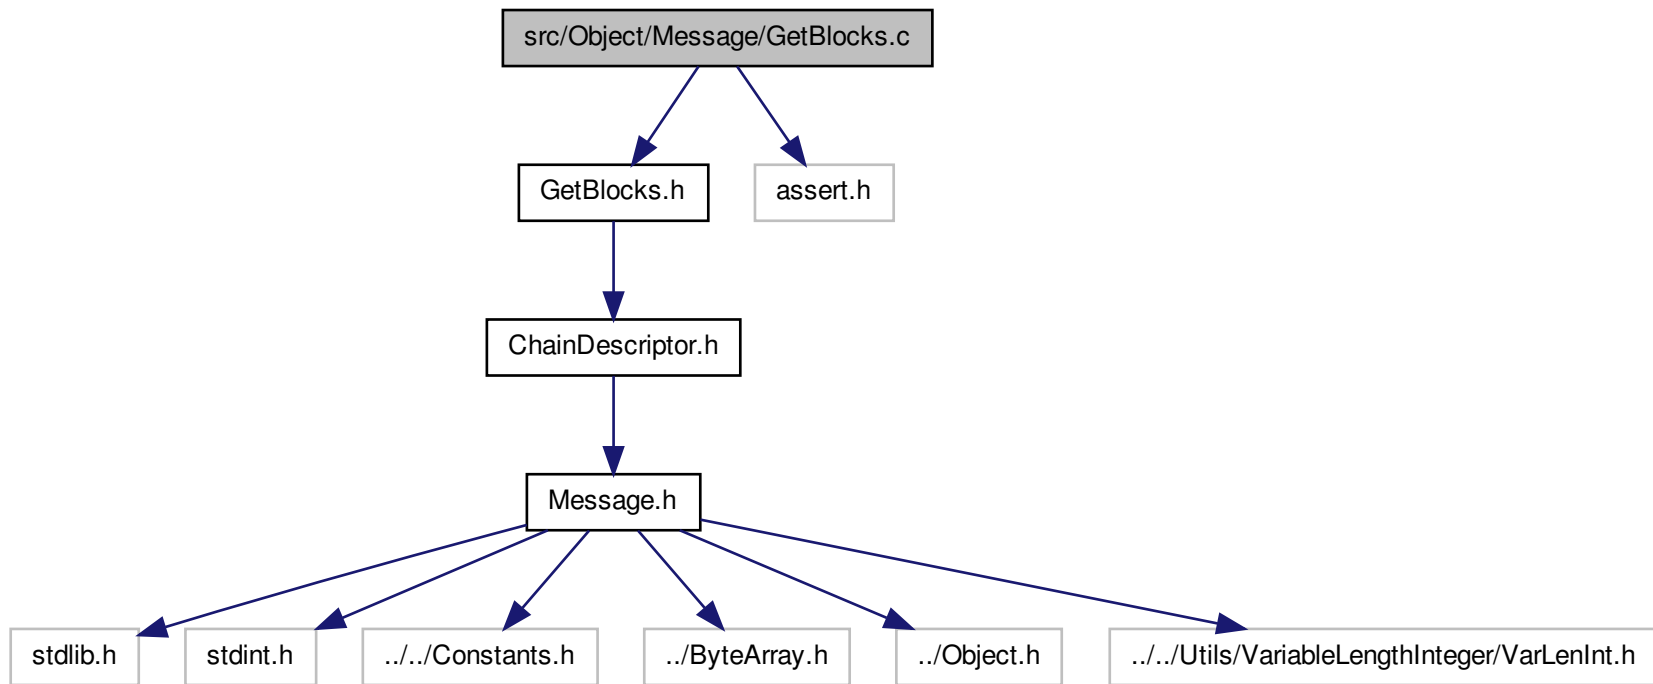 src/Object/Message/GetBlocks.c
GetBlocks.h
assert.h
ChainDescriptor.h
Message.h
stdlib.h
stdint.h
../../Constants.h
../ByteArray.h
../Object.h
../../Utils/VariableLengthInteger/VarLenInt.h